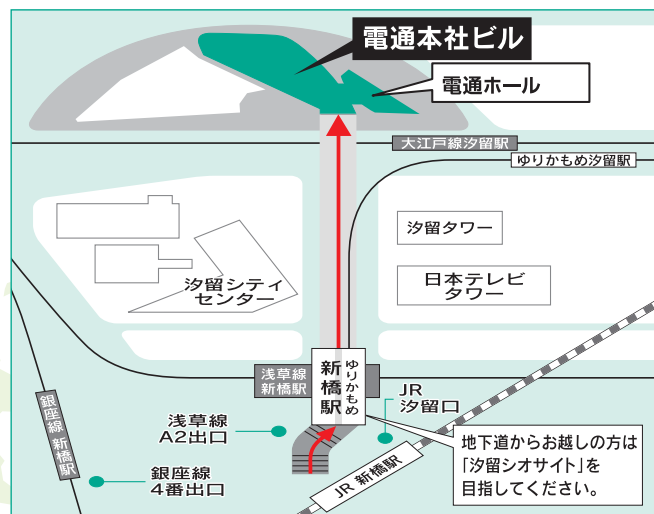 電通本社ビル
電通ホール
大江戸線汐留駅
ゆりかもめ汐留駅
汐留シティ
センター
汐留タワー
日本テレビ
タワー
浅草線
新橋駅
ゆりかもめ
新橋駅
JR
汐留口
銀座線 新橋駅
浅草線
A2出口
銀座線
4番出口
JR 新橋駅
地下道からお越しの方は
「汐留シオサイト」を
目指してください。